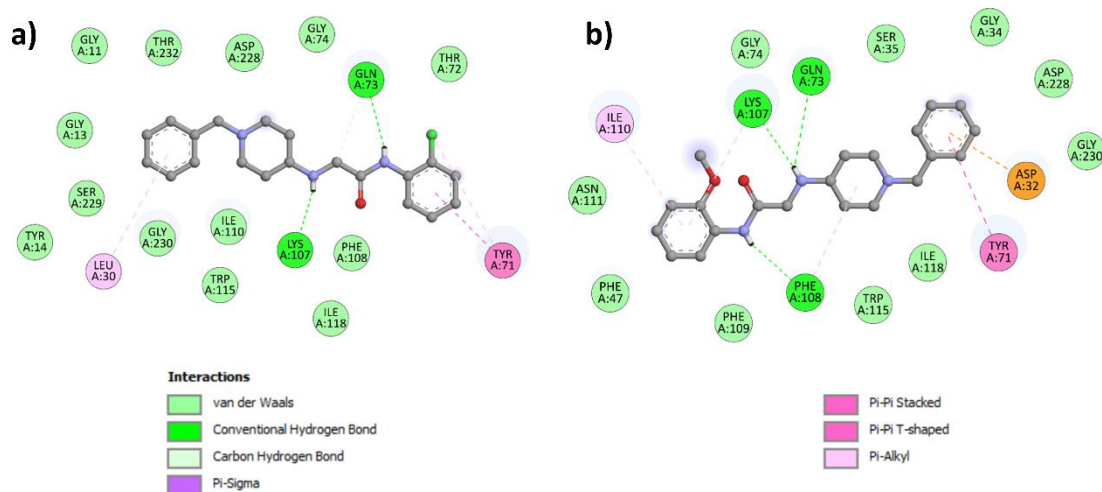 a)
GLY
A:11
THR
A:232
ASP
A:228
GLY
A:74
GLN
A:73
THR
A:72
GLY
A:13
SER
A:229
TYR
A:14
LEU
A:30
GLY
A:230
ILE
A:110
TRP
A:115
LYS
A:107
PHE
A:108
ILE
A:118
TYR
A:71
b)
GLY
A:74
SER
A:35
GLY
A:34
GLN
A:73
LYS
A:107
ASP
A:228
ILE
A:110
GLY
A:230
ASP
A:32
ASN
A:111
TYR
A:71
ILE
A:118
PHE
A:47
PHE
A:108
TRP
A:115
PHE
A:109
Interactions
van der Waals
Conventional Hydrogen Bond
Carbon Hydrogen Bond
Pi-Sigma
Pi-Pi Stacked
Pi-Pi T-shaped
Pi-Alkyl